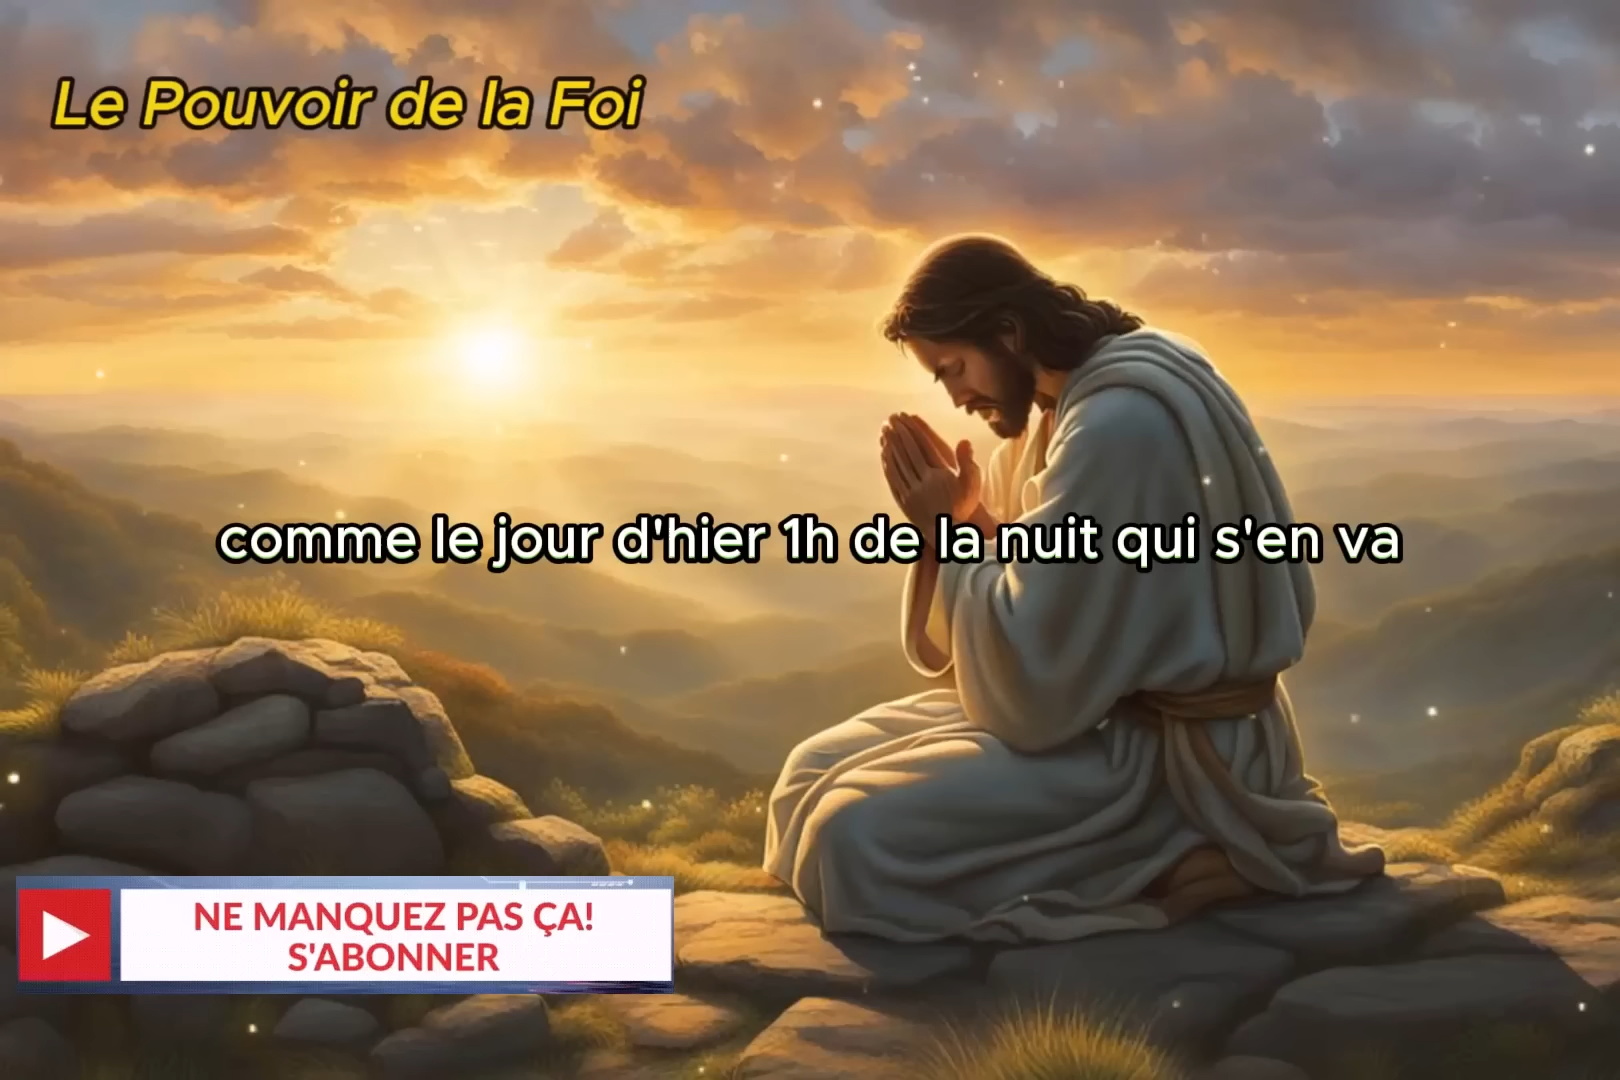 Le Pouvoir de la Foi
comme le jour d'hier 1h de la nuit qui s'en va
NE MANQUEZ PAS ÇA!
S'ABONNER